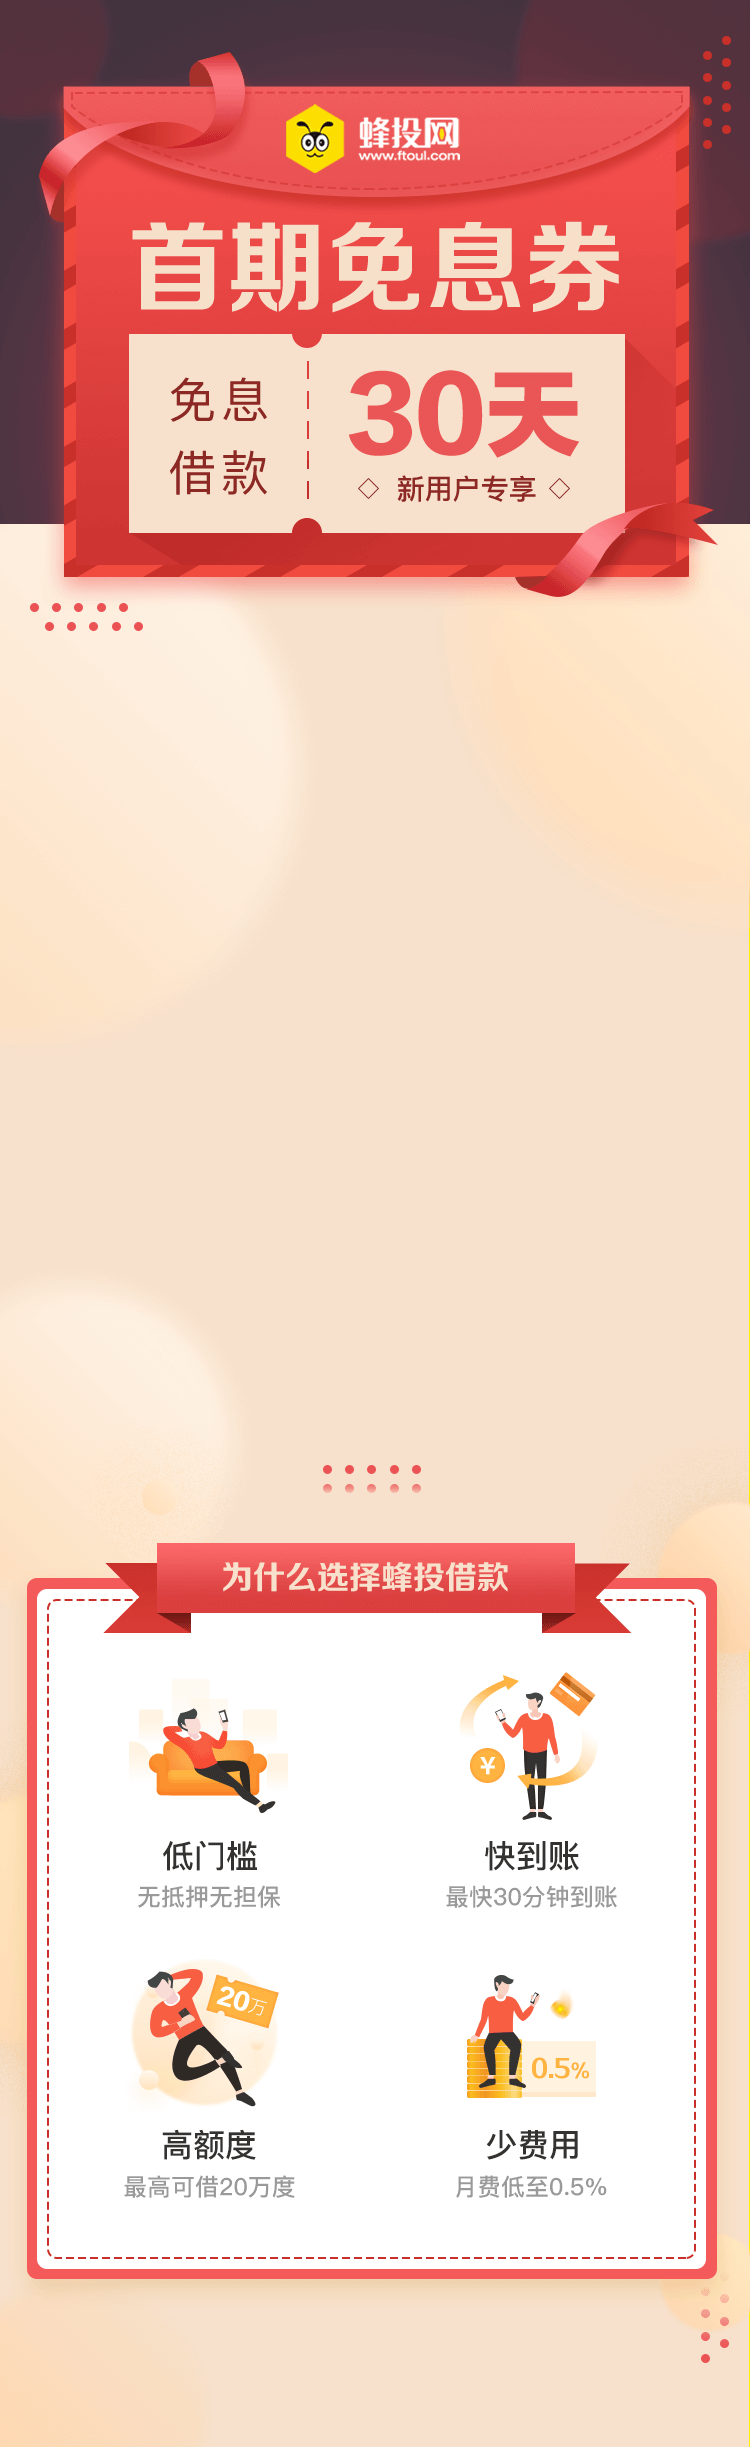 蜂投网
www.ftoul.com
首期免息券
免息
借款
30天
◇ 新用户专享 ◇
为什么选择蜂投借款
¥
低门槛
无抵押无担保
快到账
最快30分钟到账
20万
0.5%
高额度
最高可借20万度
少费用
月费低至0.5%